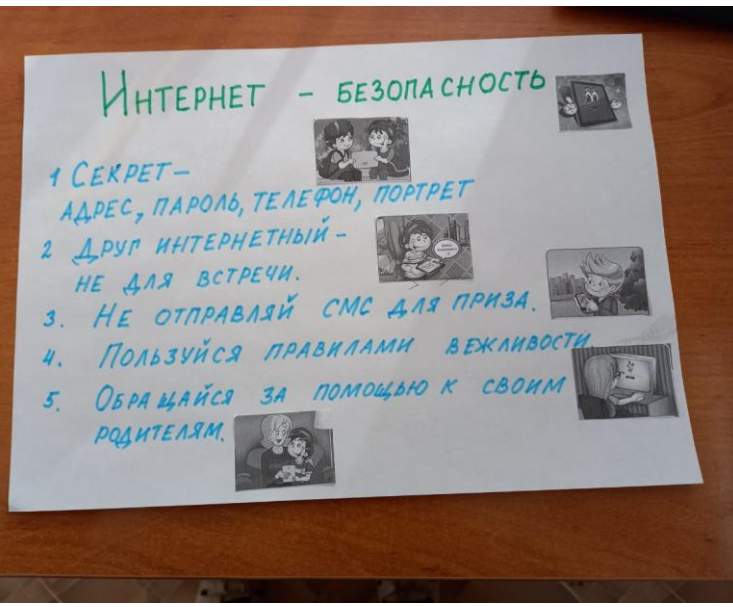 ИНТЕРНЕТ - БЕЗОПАСНОСТЬ
1 СЕКРЕТ-
АДРЕС, ПАРОЛЬ, ТЕЛЕФОН, ПОРТРЕТ
2 ДРУГ ИНТЕРНЕТНЫЙ-
НЕ ДЛЯ ВСТРЕЧИ.
3. НЕ ОТПРАВЛЯЙ СМС ДЛЯ ПРИЗА.
4. ПОЛЬЗУЙСЯ ПРАВИЛАМИ ВЕЖЛИВОСТИ.
5. ОБРАЩАЙСЯ ЗА ПОМОЩЬЮ К СВОИМ
РОДИТЕЛЯМ.